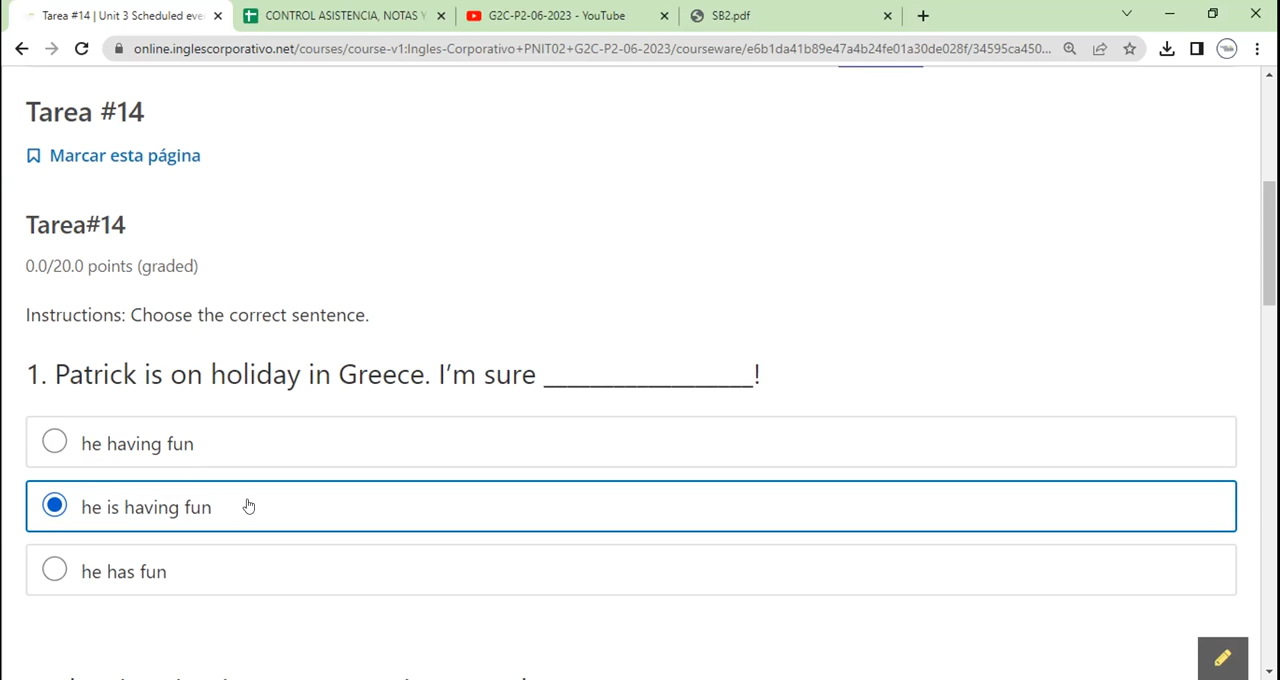 Tarea #14 | Unit 3 Scheduled eve
CONTROL ASISTENCIA, NOTAS Y
G2C-P2-06-2023 - YouTube
SB2.pdf
online.inglescorporativo.net/courses/course-v1:Ingles-Corporativo+PNIT02+G2C-P2-06-2023/courseware/e6b1da41b89e47a4b24fe01a30de028f/34595ca450...
Tarea #14
Marcar esta página
Tarea#14
0.0/20.0 points (graded)
Instructions: Choose the correct sentence.
1. Patrick is on holiday in Greece. I'm sure __________________!
he having fun
he is having fun
he has fun